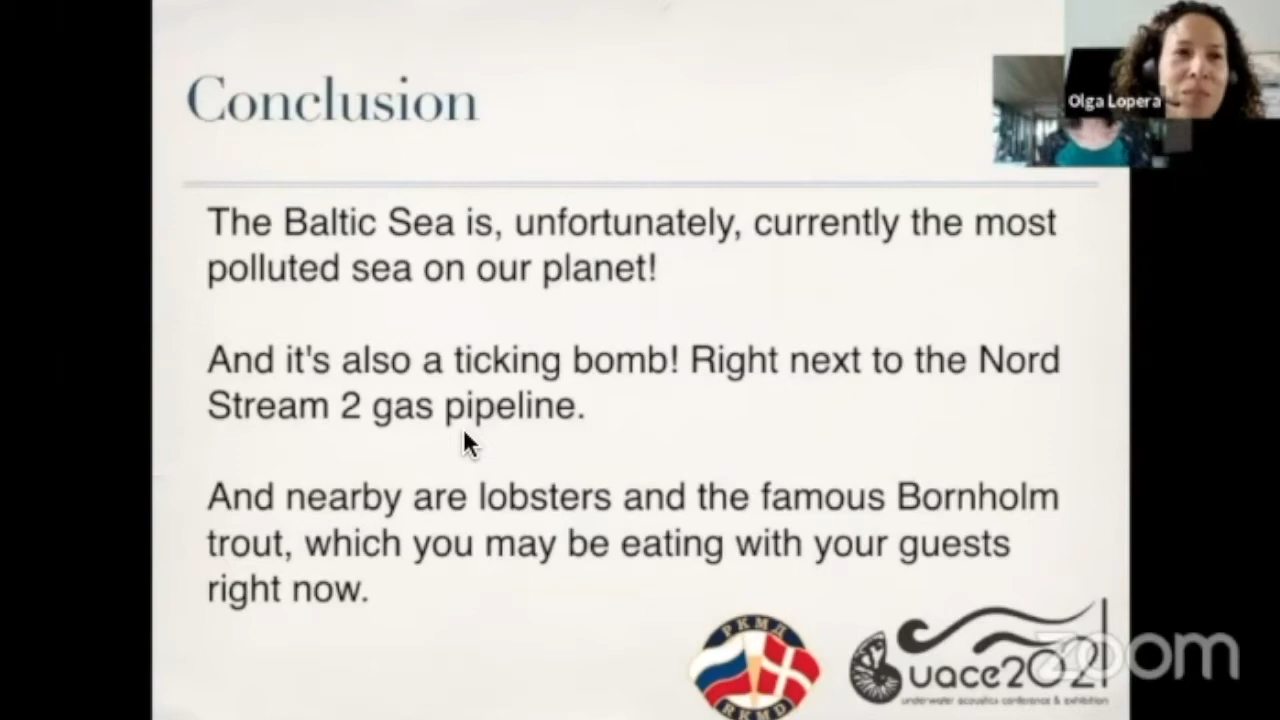 Conclusion
Olga Lopera
The Baltic Sea is, unfortunately, currently the most
polluted sea on our planet!
And it's also a ticking bomb! Right next to the Nord
Stream 2 gas pipeline.
And nearby are lobsters and the famous Bornholm
trout, which you may be eating with your guests
right now.
РКМД
RKMD
uace2021
underwater acoustics conference & exhibition
zoom